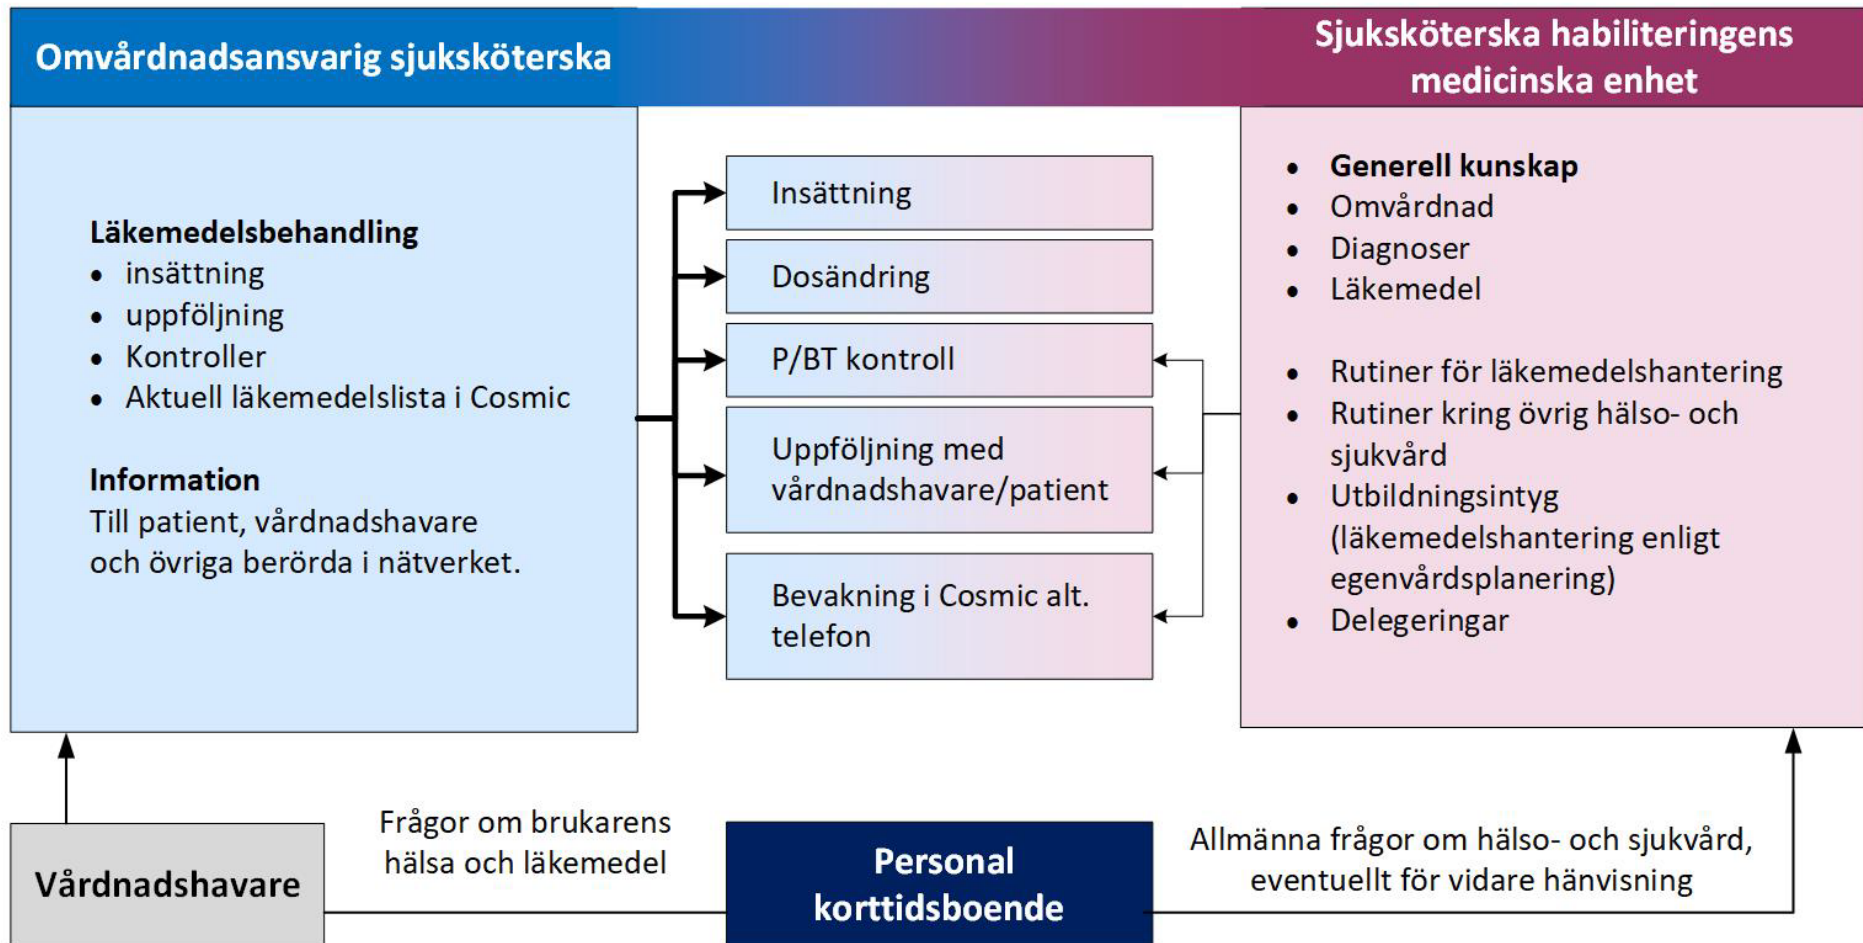 Omvårdnadsansvarig sjuksköterska
Sjuksköterska habiliteringens
medicinska enhet
Läkemedelsbehandling
• insättning
• uppföljning
• Kontroller
• Aktuell läkemedelslista i Cosmic
Information
Till patient, vårdnadshavare
och övriga berörda i nätverket.
Insättning
Dosändring
P/BT kontroll
Uppföljning med
vårdnadshavare/patient
Bevakning i Cosmic alt.
telefon
• Generell kunskap
• Omvårdnad
• Diagnoser
• Läkemedel
• Rutiner för läkemedelshantering
• Rutiner kring övrig hälso- och
sjukvård
• Utbildningsintyg
(läkemedelshantering enligt
egenvårdsplanering)
• Delegeringar
Vårdnadshavare
Frågor om brukarens
hälsa och läkemedel
Personal
korttidsboende
Allmänna frågor om hälso- och sjukvård,
eventuellt för vidare hänvisning